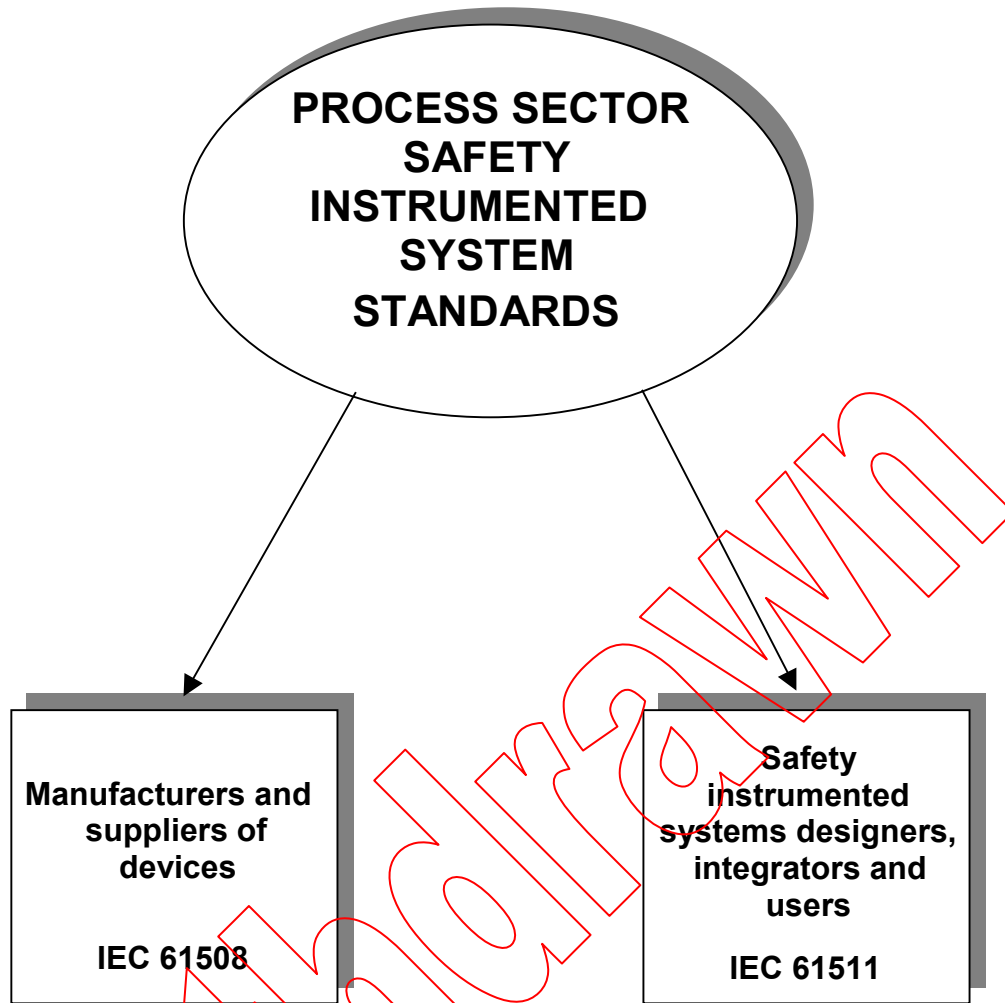 PROCESS SECTOR
SAFETY
INSTRUMENTED
SYSTEM
STANDARDS
Manufacturers and
suppliers of
devices
IEC 61508
Safety
instrumented
systems designers,
integrators and
users
IEC 61511